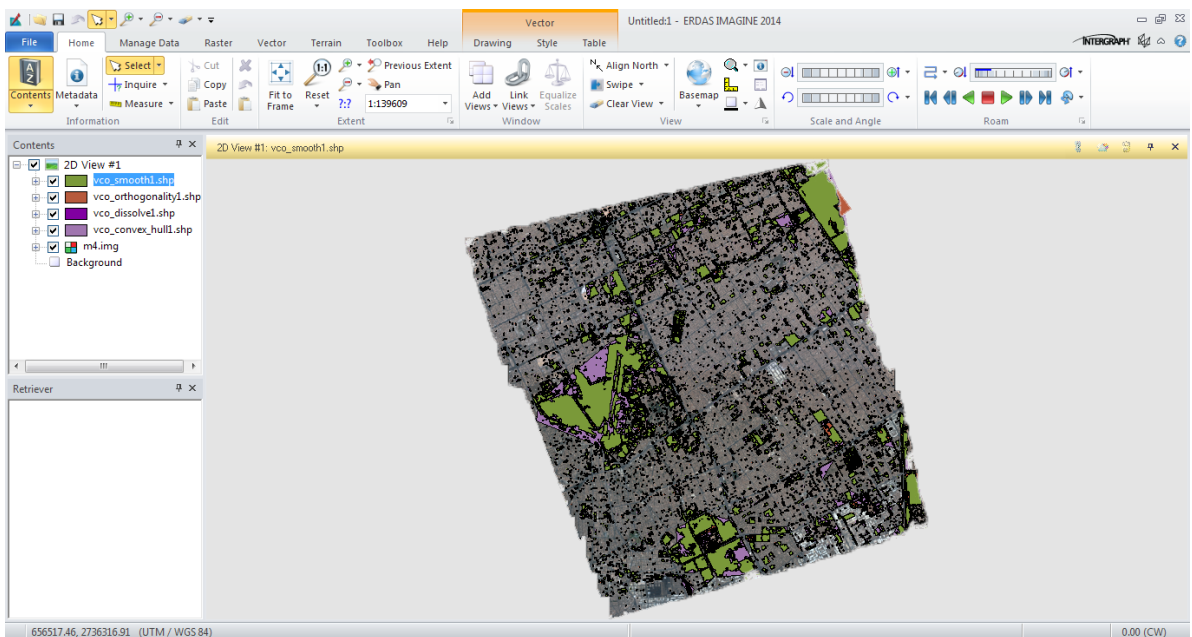 Vector
Untitled:1 - ERDAS IMAGINE 2014
File Home Manage Data Raster Vector Terrain Toolbox Help Drawing Style Table
INTERGRAPH
Contents Metadata Select Inquire Measure
Cut Copy Paste
Fit to Frame Reset Previous Extent Pan ?:? 1:139609
Add Views Link Views Equalize Scales
Align North Swipe Clear View Basemap
Information Edit Extent Window View Scale and Angle Roam
Contents
2D View #1: vco_smooth1.shp
2D View #1
vco_smooth1.shp
vco_orthogonality1.shp
vco_dissolve1.shp
vco_convex_hull1.shp
m4.img
Background
Retriever
656517.46, 2736316.91 (UTM / WGS 84)
0.00 (CW)